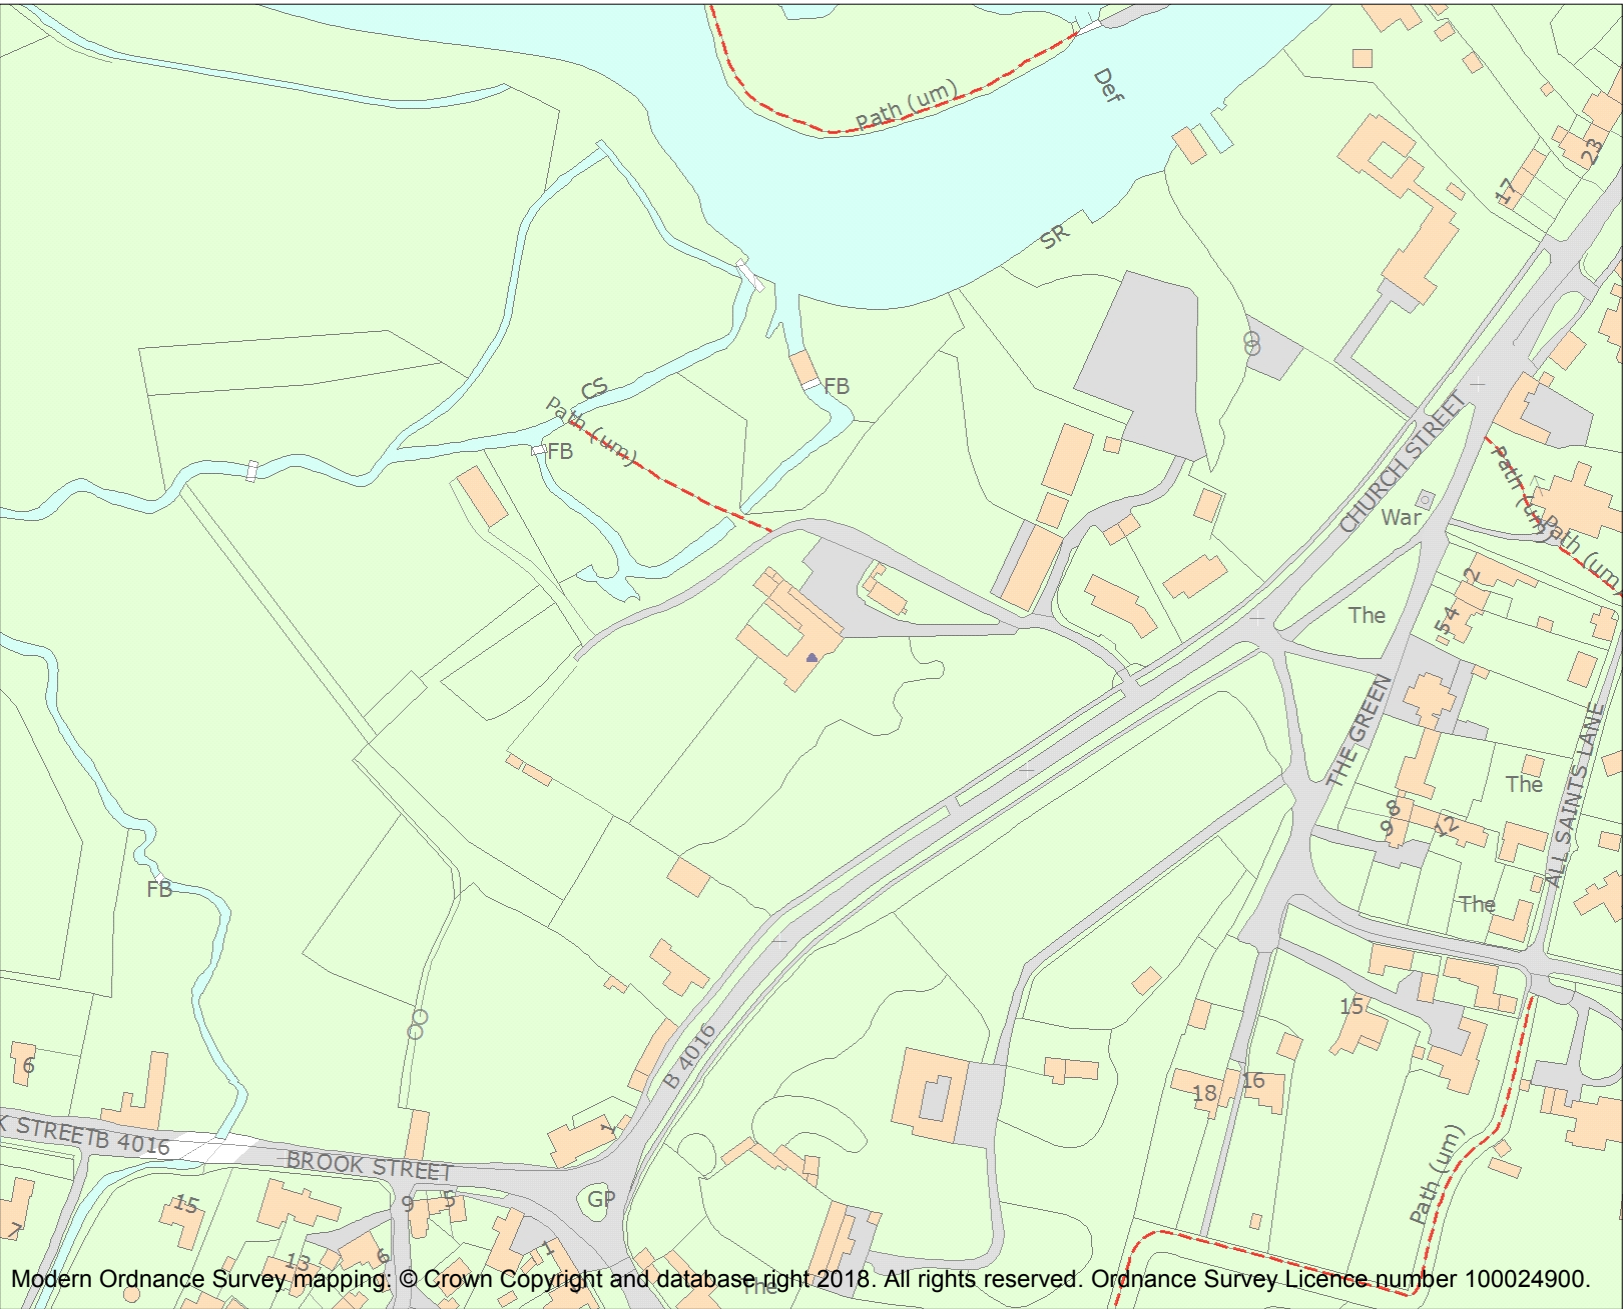 Path (um)
Def
23
17
SR
FB
CS
Path (um)
FB
CHURCH STREET
War
Path (um)
Path (um
2
The
5 4
THE GREEN
ALL SAINTS LANE
The
8
9
12
FB
The
15
B 4016
6
18
16
K STREET
B 4016
1
BROOK STREET
Path (um)
GP
15
9
5
7
13
6
1
The
Modern Ordnance Survey mapping: © Crown Copyright and database right 2018. All rights reserved. Ordnance Survey Licence number 100024900.